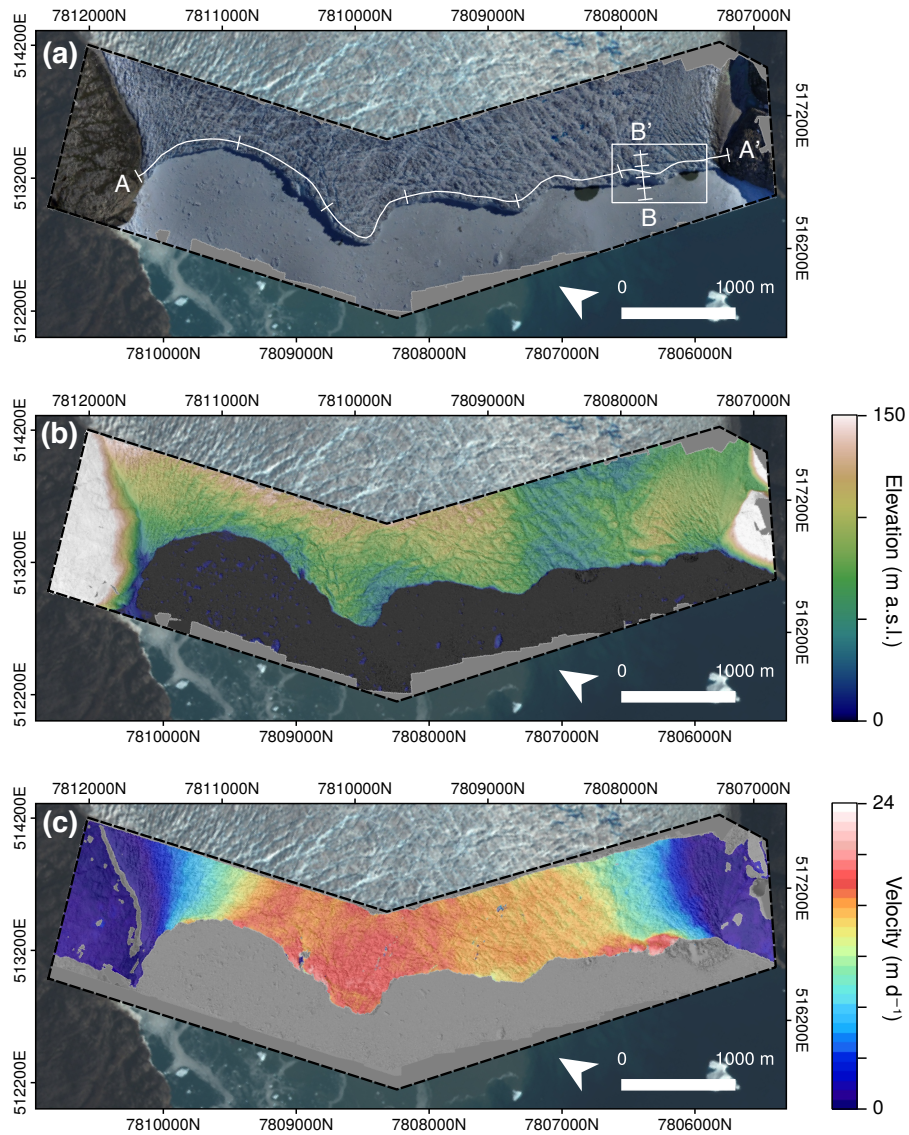 7812000N 7811000N 7810000N 7809000N 7808000N 7807000N
(a)
514200E
513200E
512200E
517200E
516200E
A
A'
B'
B
0 1000 m
7810000N 7809000N 7808000N 7807000N 7806000N
7812000N 7811000N 7810000N 7809000N 7808000N 7807000N
(b)
514200E
513200E
512200E
517200E
516200E
0 1000 m
7810000N 7809000N 7808000N 7807000N 7806000N
150
Elevation (m a.s.l.)
0
7812000N 7811000N 7810000N 7809000N 7808000N 7807000N
(c)
514200E
513200E
512200E
517200E
516200E
0 1000 m
7810000N 7809000N 7808000N 7807000N 7806000N
24
Velocity (m d⁻¹)
0